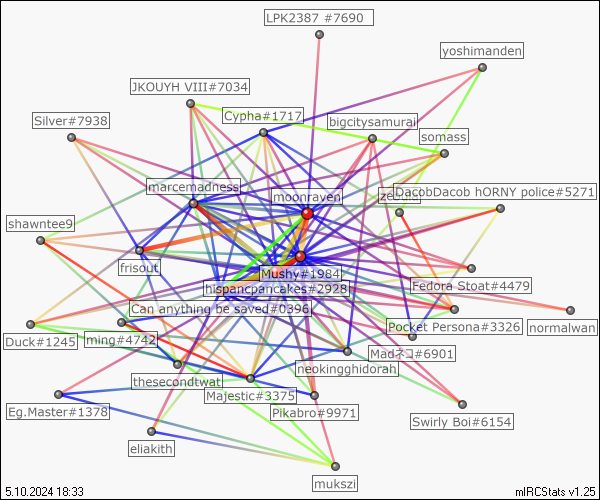 LPK2387 #7690
yoshimanden
JKOUYH VIII#7034
Cypha#1717
bigcitysamurai
Silver#7938
somass
marcemadness
moonraven
DacobDacob hORNY police#5271
shawntee9
frisout
Mushy#1984
hispancpancakes#2928
Fedora Stoat#4479
Can anything be saved#0396
Pocket Persona#3326
normalwan
Duck#1245
ming#4742
Madネコ#6901
neokingghidorah
thesecondtwat
Majestic#3375
Pikabro#9971
Eg.Master#1378
Swirly Boi#6154
eliakith
mukszi
5.10.2024 18:33
mIRCStats v1.25